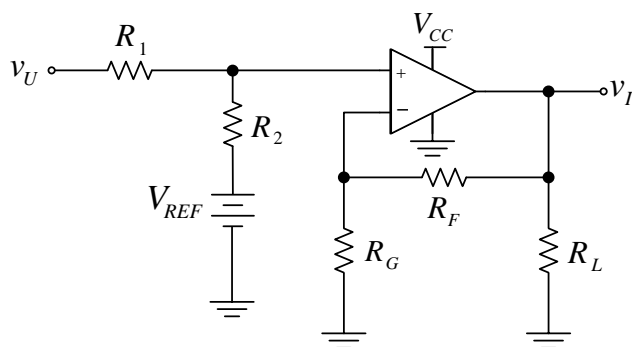 V_CC
R_1
v_U
+
v_I
−
R_2
V_REF
R_F
R_G
R_L